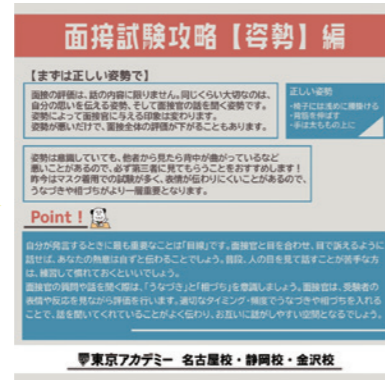 面接試験攻略【姿勢】編
【まずは正しい姿勢で】
面接の評価は、話の内容に限りません。同じくらい大切なのは、
自分の思いを伝える姿勢、そして面接官の話を聞く姿勢です。
姿勢によって面接官に与える印象は変わります。
姿勢が悪いだけで、面接全体の評価が下がることもあります。
正しい姿勢
・椅子には浅めに腰掛ける
・背筋を伸ばす
・手は太ももの上に
姿勢は意識していても、他者から見たら背中が曲がっているなど
悪いことがあるので、必ず第三者に見てもらうことをおすすめします!
昨今はマスク着用での試験が多く、表情が伝わりにくいことがあるので、
うなづきや相づちがより一層重要となります。
Point!
自分が発言するときに最も重要なことは「目線」です。面接官と目を合わせ、目で訴えるように
話せば、あなたの熱意は自ずと伝わることでしょう。普段、人の目を見て話すことが苦手な方
は、練習して慣れておくといいでしょう。
面接官の質問や話を聞く際は、「うなづき」と「相づち」を意識しましょう。面接官は、受験者の
表情や反応を見ながら評価を行います。適切なタイミング・頻度でうなづきや相づちを入れる
ことで、話を聞いてくれていることがよく伝わり、お互いに話がしやすい空間となるでしょう。
東京アカデミー 名古屋校・静岡校・金沢校